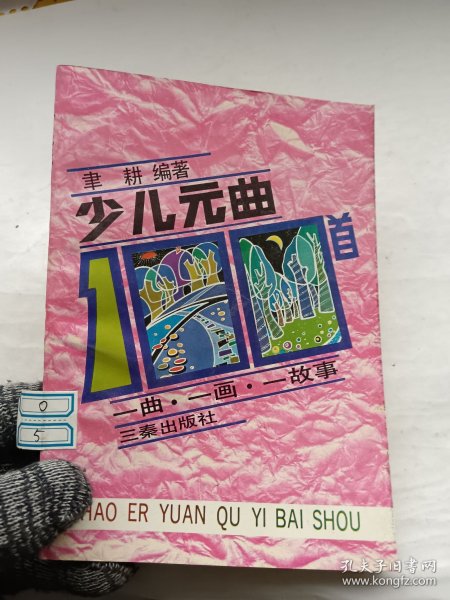 聿 耕 编著
少儿元曲
100首
一曲·一画·一故事
三秦出版社
HAO ER YUAN QU YI BAI SHOU
0
5
孔夫子旧书网
www.kongfz.com